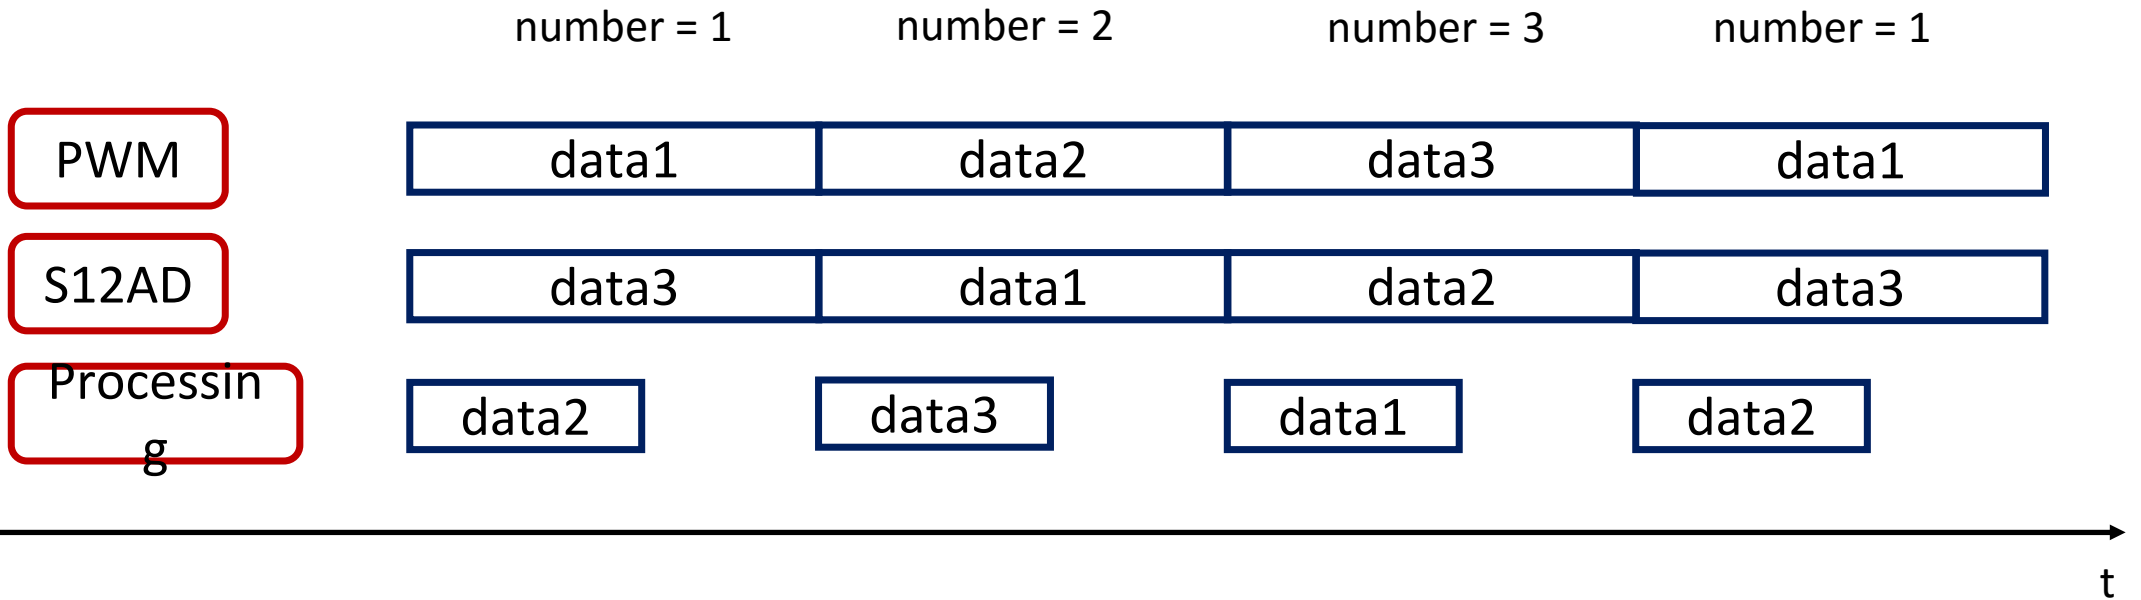 number = 1 number = 2 number = 3 number = 1
PWM data1 data2 data3 data1
S12AD data3 data1 data2 data3
Processin
g
data2 data3 data1 data2
t